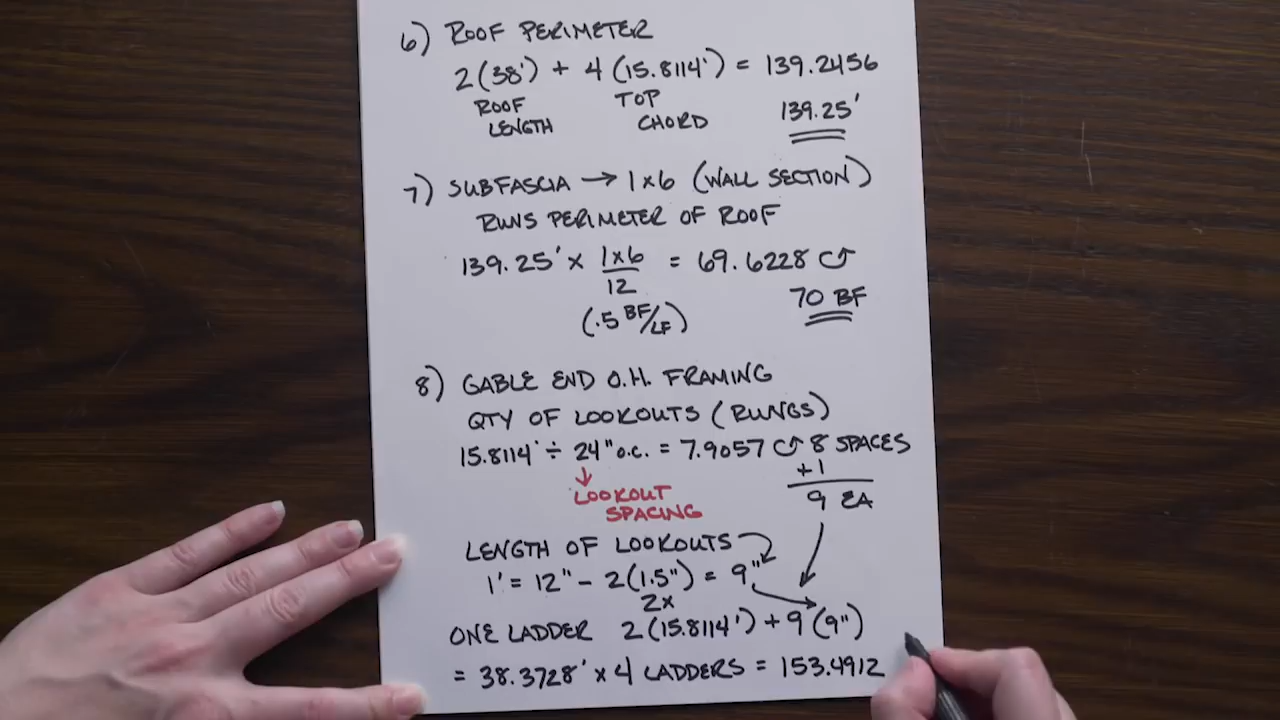 6) ROOF PERIMETER
2(38') + 4(15.8114') = 139.2456
ROOF LENGTH
TOP CHORD
139.25'
7) SUBFASCIA → 1x6 (WALL SECTION)
RUNS PERIMETER OF ROOF
139.25' x 1x6/12 = 69.6228
(.5 BF/LF)
70 BF
8) GABLE END O.H. FRAMING
QTY OF LOOKOUTS (RUNGS)
15.8114' ÷ 24" o.c. = 7.9057 8 SPACES
+1
9 EA
LOOKOUT
SPACING
LENGTH OF LOOKOUTS
1' = 12" - 2(1.5") = 9"
2x
ONE LADDER 2(15.8114') + 9(9")
= 38.3728' x 4 LADDERS = 153.4912